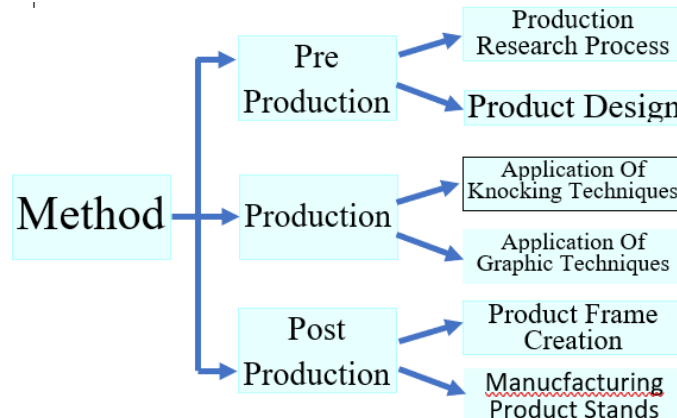 Method
Pre
Production
Production
Research Process
Product Design
Production
Application Of
Knocking Techniques
Application Of
Graphic Techniques
Post
Production
Product Frame
Creation
Manucfacturing
Product Stands